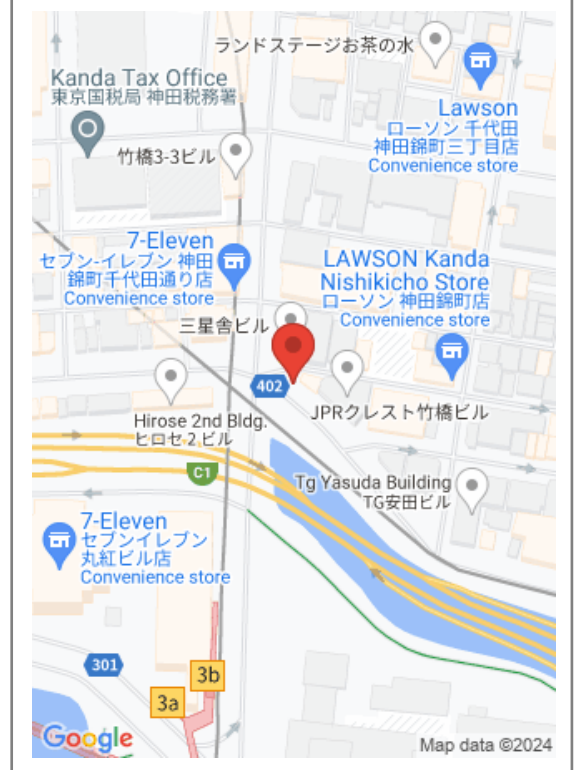 ランドステージお茶の水
Kanda Tax Office
東京国税局 神田税務署
Lawson
ローソン 千代田
神田錦町三丁目店
Convenience store
竹橋3-3ビル
7-Eleven
セブン-イレブン 神田
錦町千代田通り店
Convenience store
LAWSON Kanda
Nishikicho Store
ローソン 神田錦町店
Convenience store
三星舎ビル
402
JPRクレスト竹橋ビル
Hirose 2nd Bldg.
ヒロセ２ビル
C1
Tg Yasuda Building
TG安田ビル
7-Eleven
セブンイレブン
丸紅ビル店
Convenience store
301
3b
3a
Google
Map data ©2024